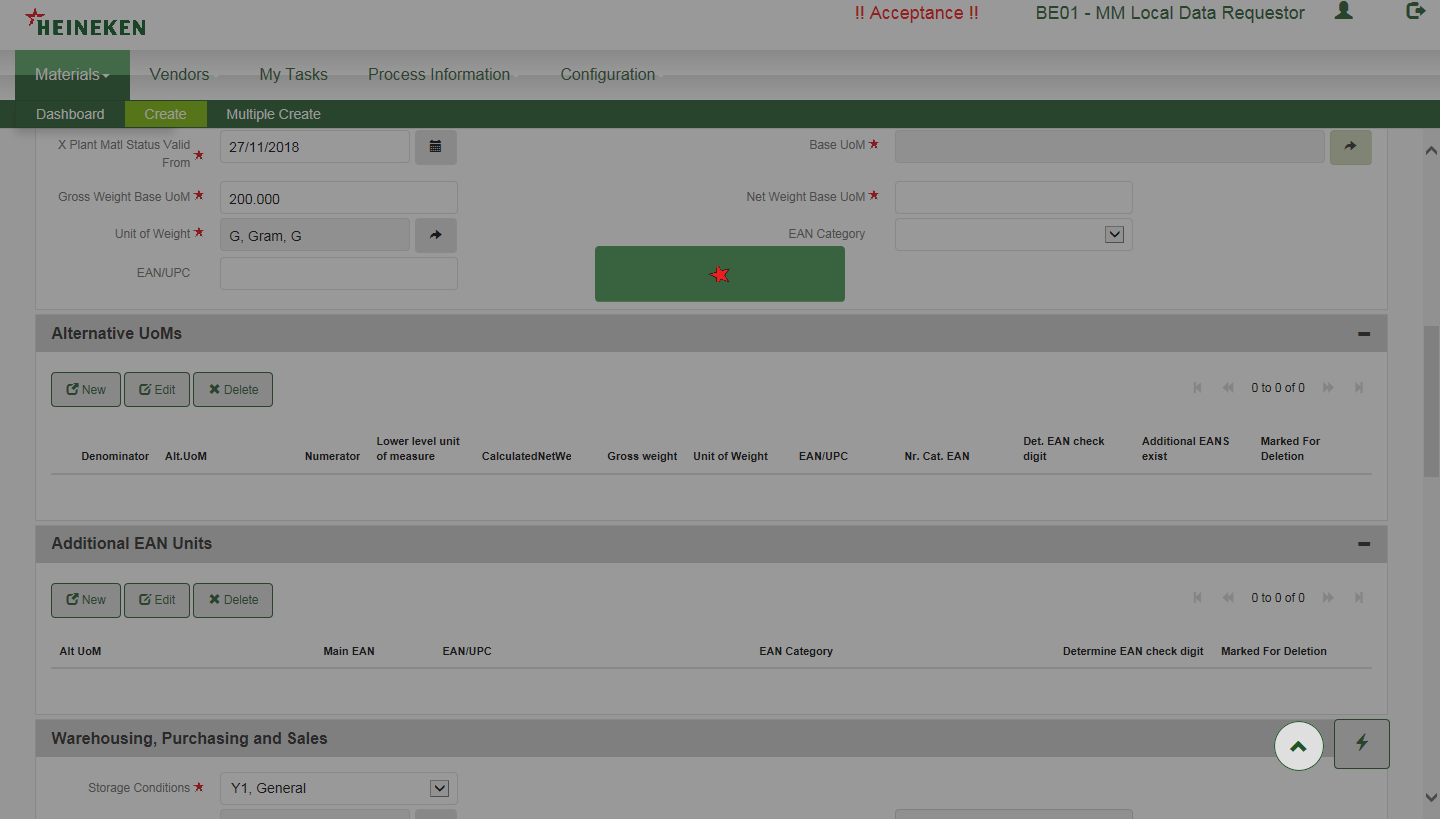 HEINEKEN
!! Acceptance !!
BE01 - MM Local Data Requestor
Materials
Vendors
My Tasks
Process Information
Configuration
Dashboard
Create
Multiple Create
X Plant Matl Status Valid
From
27/11/2018
Base UoM
Gross Weight Base UoM
200.000
Net Weight Base UoM
Unit of Weight
G, Gram, G
EAN Category
EAN/UPC
Alternative UoMs
New
Edit
Delete
0 to 0 of 0
Denominator
Alt.UoM
Numerator
Lower level unit
of measure
CalculatedNetWe
Gross weight
Unit of Weight
EAN/UPC
Nr. Cat. EAN
Det. EAN check
digit
Additional EANS
exist
Marked For
Deletion
Additional EAN Units
New
Edit
Delete
0 to 0 of 0
Alt UoM
Main EAN
EAN/UPC
EAN Category
Determine EAN check digit
Marked For Deletion
Warehousing, Purchasing and Sales
Storage Conditions
Y1, General